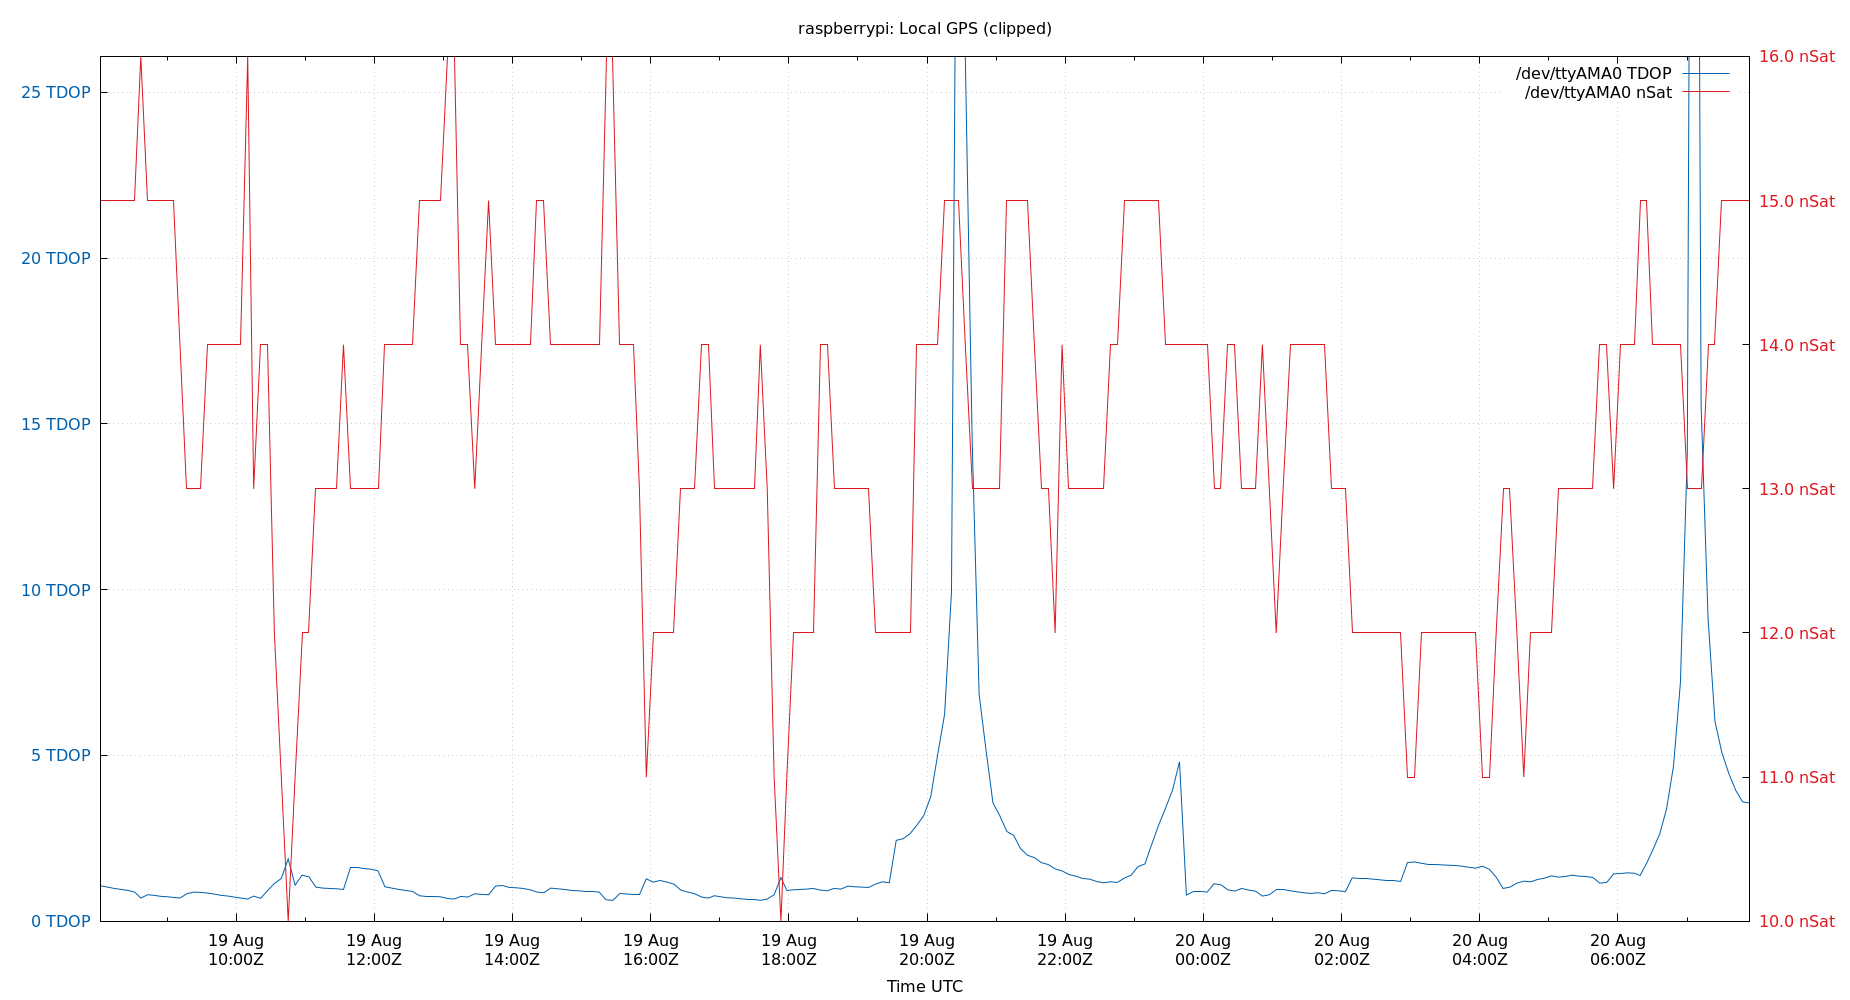 raspberrypi: Local GPS (clipped)
/dev/ttyAMA0 TDOP
/dev/ttyAMA0 nSat
25 TDOP
20 TDOP
15 TDOP
10 TDOP
5 TDOP
0 TDOP
16.0 nSat
15.0 nSat
14.0 nSat
13.0 nSat
12.0 nSat
11.0 nSat
10.0 nSat
19 Aug 19 Aug 19 Aug 19 Aug 19 Aug 19 Aug 19 Aug 20 Aug 20 Aug 20 Aug 20 Aug
10:00Z 12:00Z 14:00Z 16:00Z 18:00Z 20:00Z 22:00Z 00:00Z 02:00Z 04:00Z 06:00Z
Time UTC